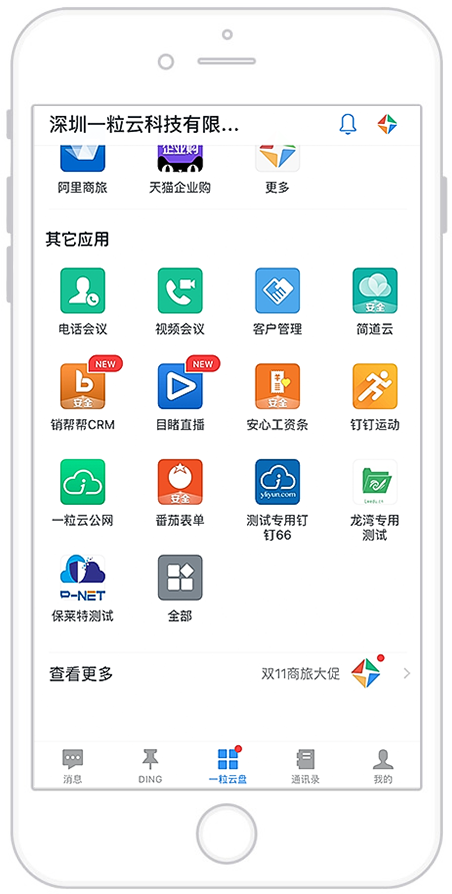 深圳一粒云科技有限...
企业购
阿里商旅
天猫企业购
更多
其它应用
电话会议
视频会议
客户管理
安全
简道云
NEW
NEW
安全
安全
销帮帮CRM
目睹直播
安心工资条
钉钉运动
安全
yliyun.com
一粒云公网
番茄表单
测试专用钉
钉66
龙湾专用
测试
P-NET
保莱特测试
全部
查看更多
双11商旅大促
消息
DING
一粒云盘
通讯录
我的